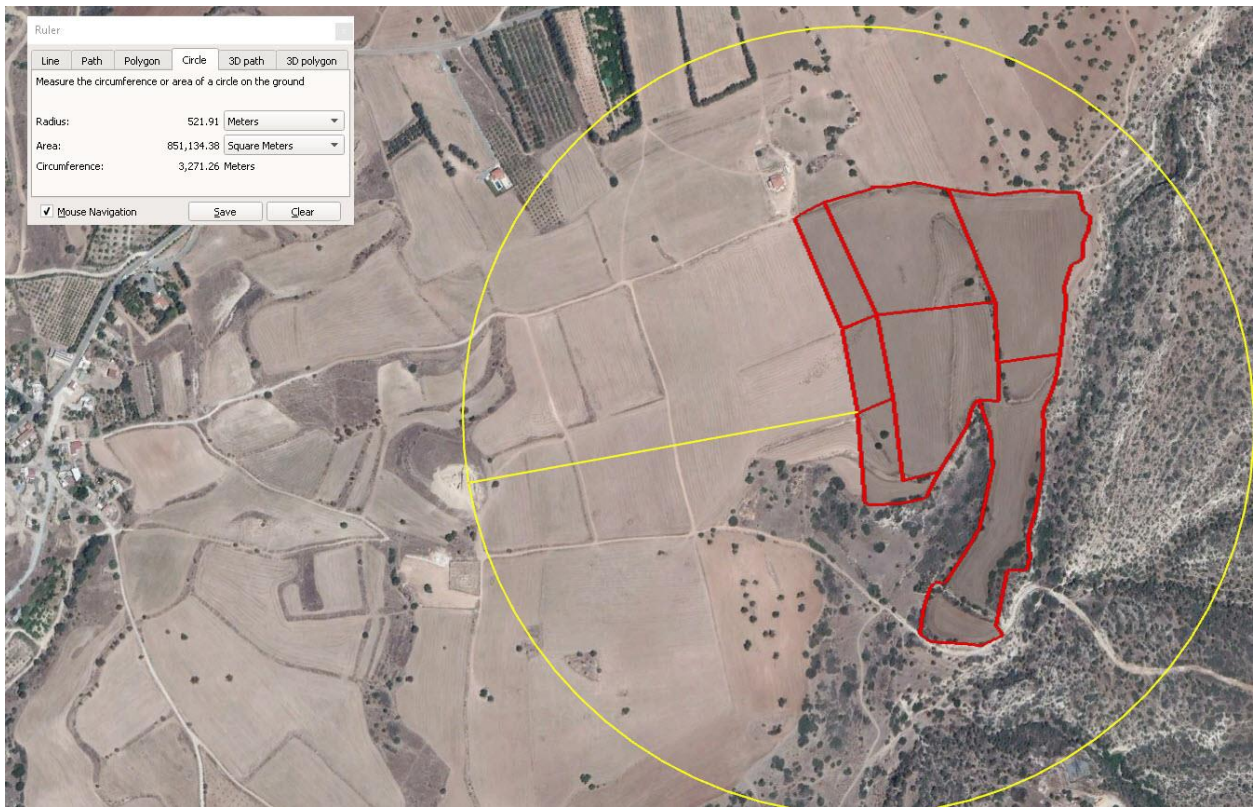 Ruler
Line Path Polygon Circle 3D path 3D polygon
Measure the circumference or area of a circle on the ground
Radius: 521.91 Meters
Area: 851,134.38 Square Meters
Circumference: 3,271.26 Meters
Mouse Navigation Save Clear